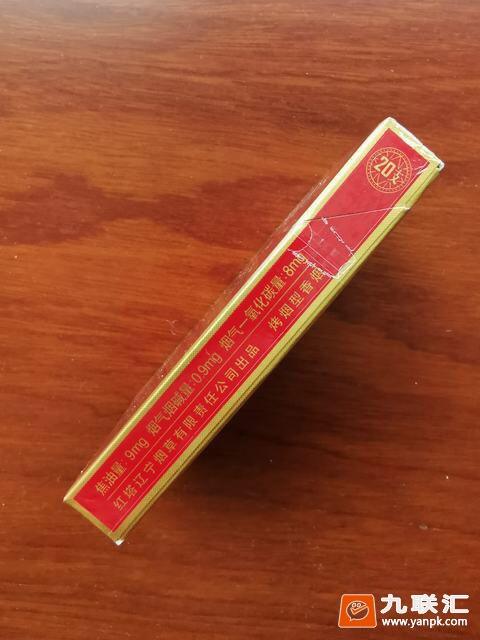 20支
焦油量:9mg 烟气烟碱量:0.9mg 烟气一氧化碳量:8mg
红塔辽宁烟草有限责任公司出品 烤烟型香烟
九联汇
www.yanpk.com